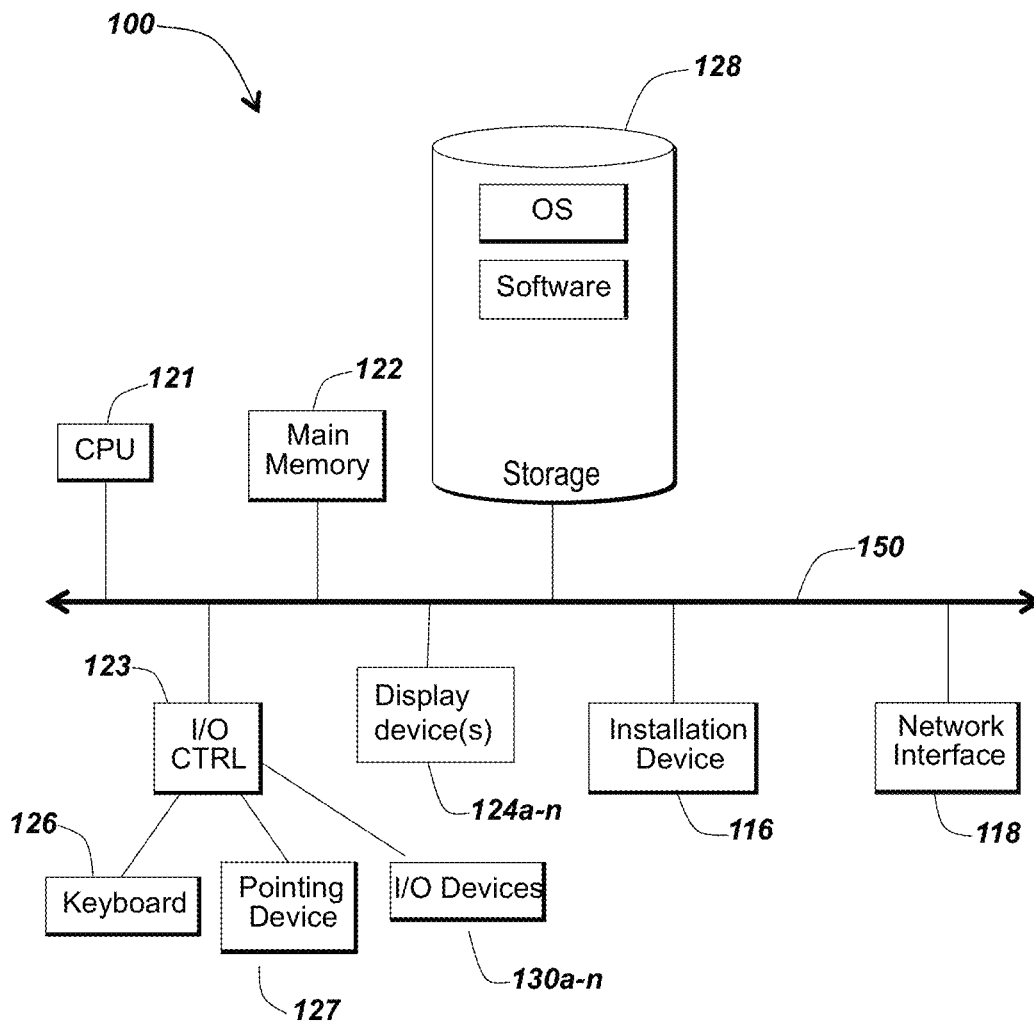 100
128
OS
Software
Storage
121
CPU
122
Main
Memory
150
123
I/O
CTRL
Display
device(s)
124a-n
Installation
Device
116
Network
Interface
118
126
Keyboard
Pointing
Device
127
I/O Devices
130a-n